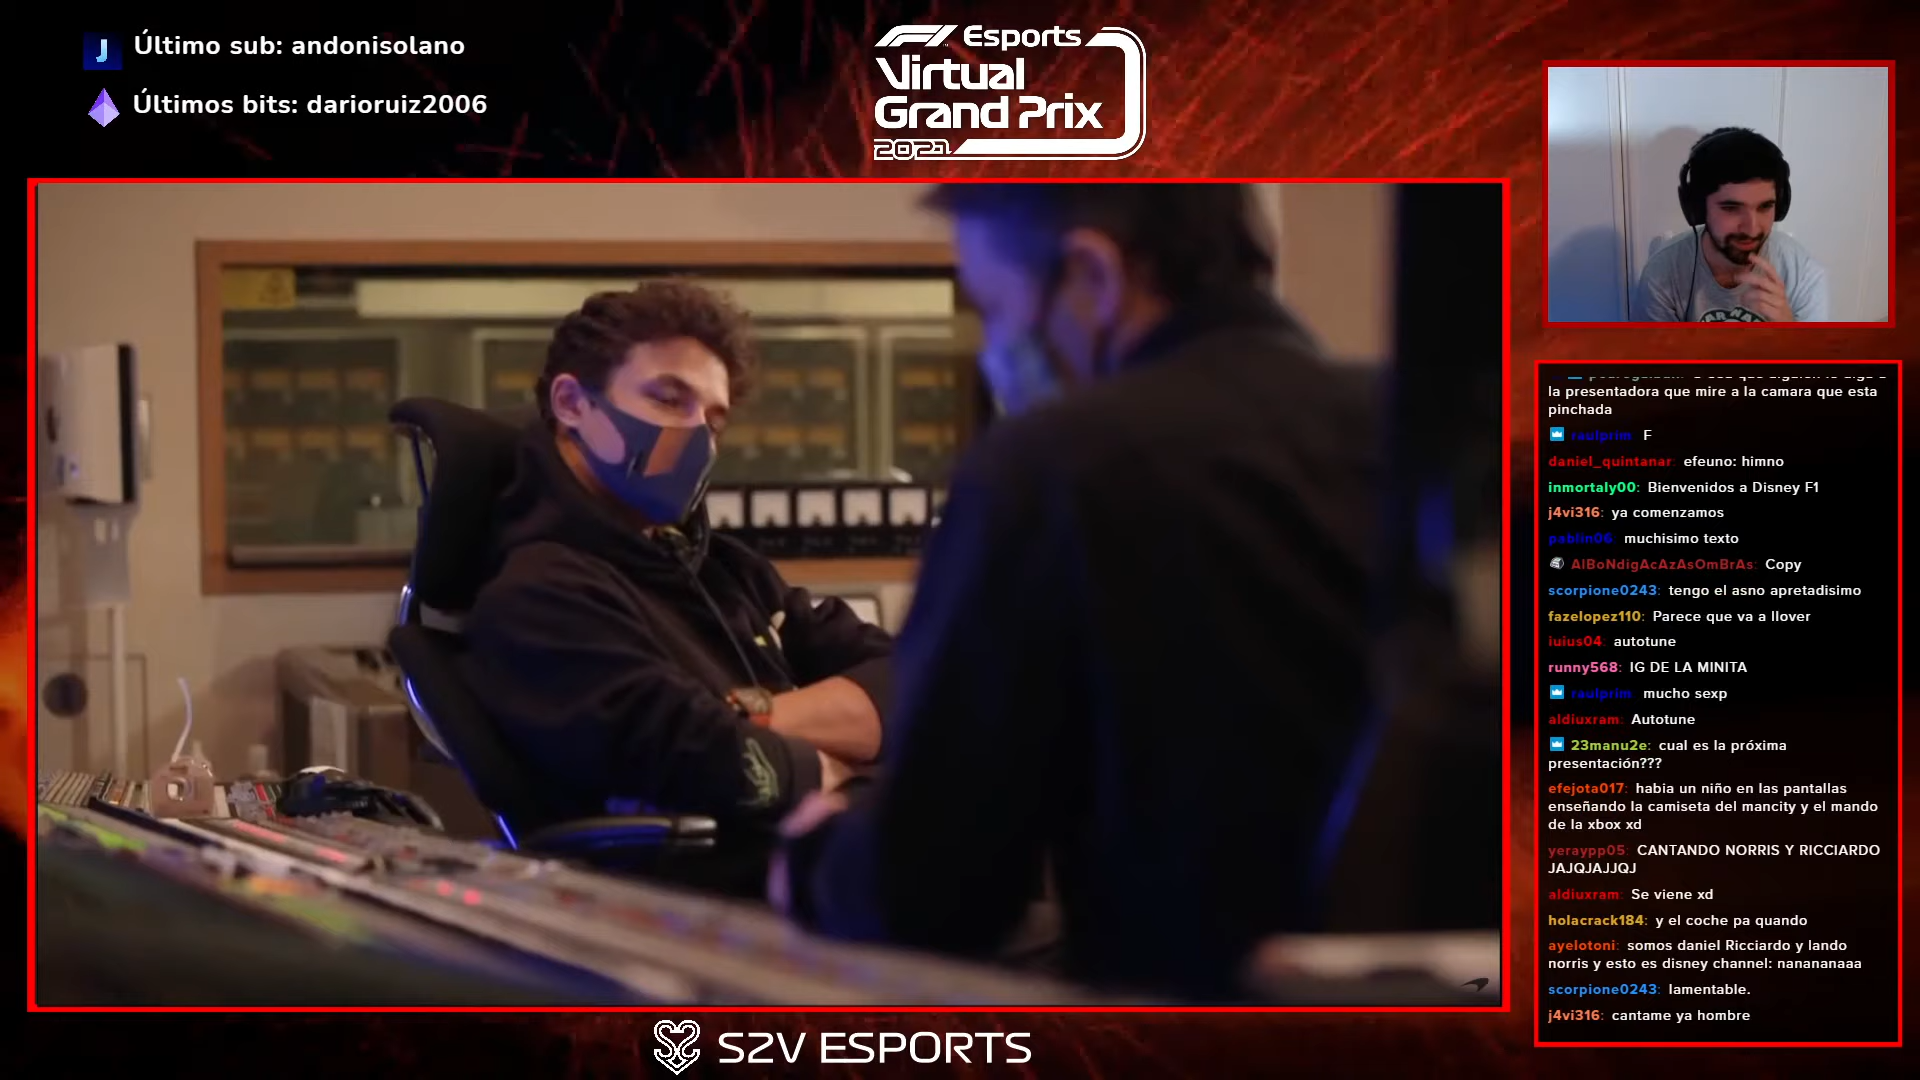 Último sub: andonisolano
Últimos bits: darioruiz2006
F1 Esports
Virtual
Grand Prix
2021
la presentadora que mire a la camara que esta
pinchada
raulprim F
daniel_quintanar: efeuno: himno
inmortaly00: Bienvenidos a Disney F1
j4vi316: ya comenzamos
pablin06: muchisimo texto
AlBoNdigAcAzAsOmBrAs: Copy
scorpione0243: tengo el asno apretadisimo
fazelopez110: Parece que va a llover
iuius04: autotune
runny568: IG DE LA MINITA
raulprim mucho sexp
aldiuxram: Autotune
23manu2e: cual es la próxima
presentación???
efejota017: habia un niño en las pantallas
enseñando la camiseta del mancity y el mando
de la xbox xd
yeraypp05: CANTANDO NORRIS Y RICCIARDO
JAJQJAJJQJ
aldiuxram: Se viene xd
holacrack184: y el coche pa quando
ayelotoni: somos daniel Ricciardo y lando
norris y esto es disney channel: nanananaaa
scorpione0243: lamentable.
j4vi316: cantame ya hombre
S2V ESPORTS